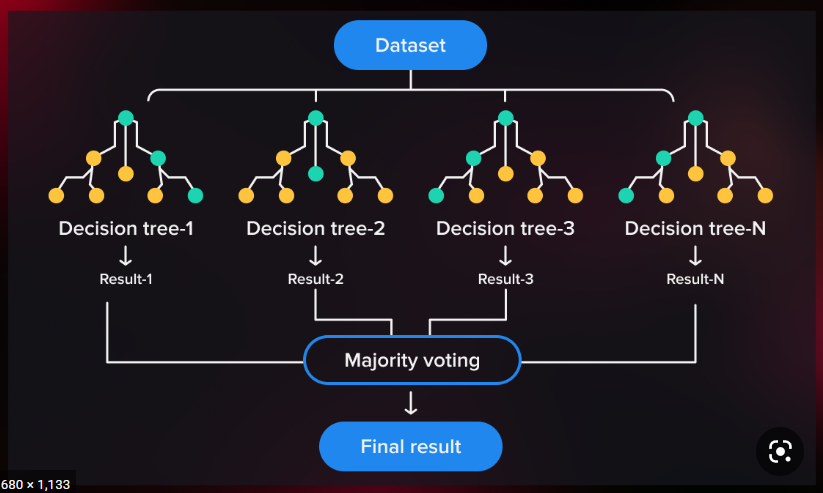 Dataset
Decision tree-1
Decision tree-2
Decision tree-3
Decision tree-N
Result-1
Result-2
Result-3
Result-N
Majority voting
Final result
680 × 1,133